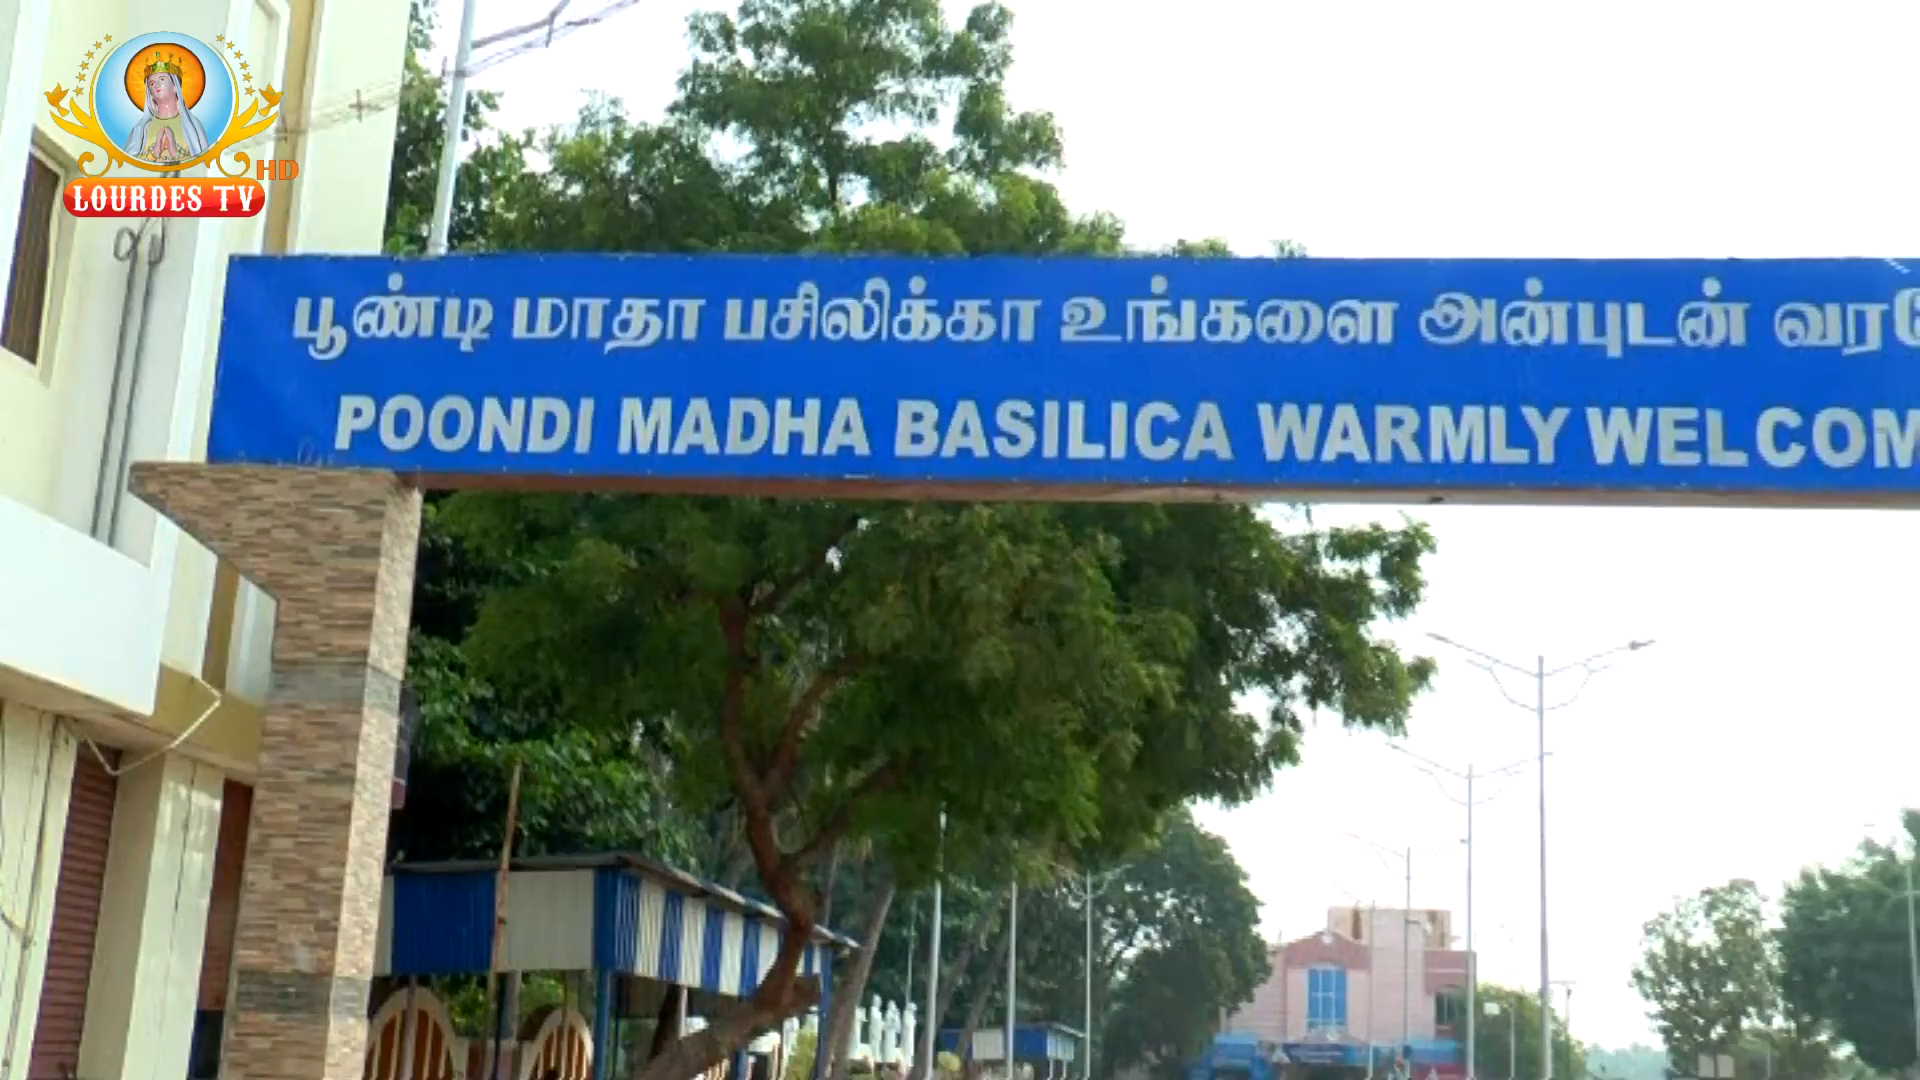 HD
LOURDES TV
பூண்டி மாதா பசிலிக்கா உங்களை அன்புடன்
POONDI MADHA BASILICA WARMLY